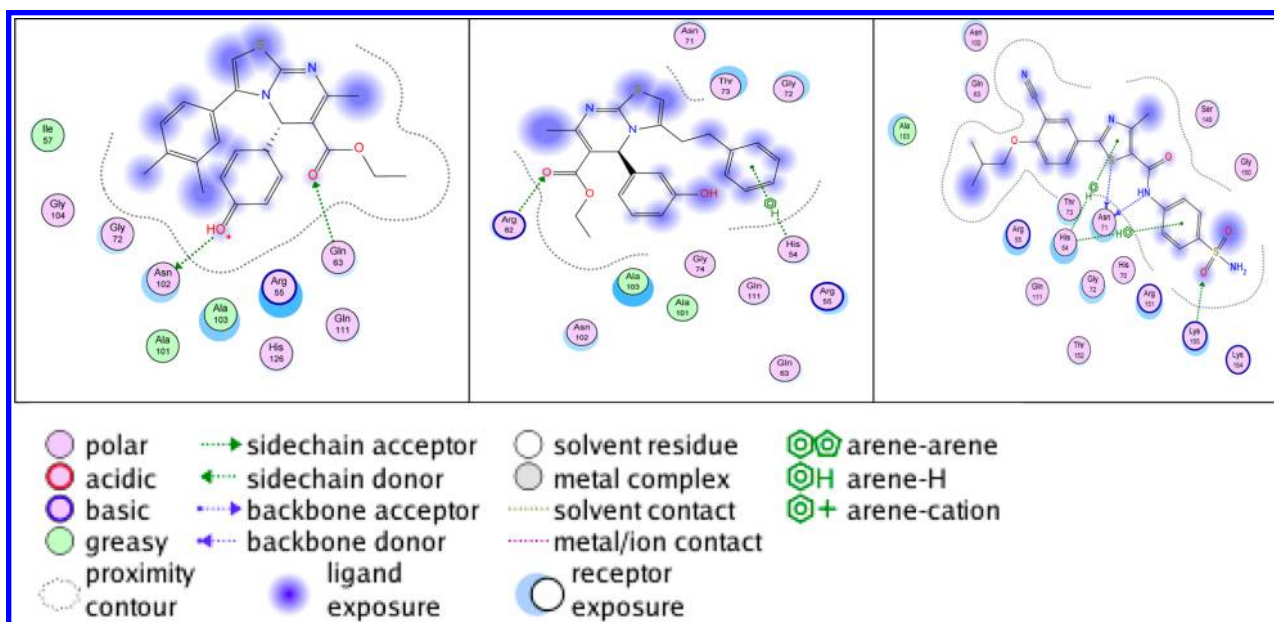 S
N
N
O
O
HO
+
Ile
57
Gly
104
Gly
72
Asn
102
Ala
103
Ala
101
Arg
55
His
126
Gln
63
Gln
111
Asn
71
Thr
73
Gly
72
S
N
N
O
O
OH
H
Arg
82
Gly
74
His
54
Ala
103
Ala
101
Gln
111
Arg
55
Asn
102
Gln
63
Asn
102
Gln
63
Ala
103
Ser
149
Gly
150
N
O
N
S
O
NH
H
H
Thr
73
Asn
71
Arg
55
His
54
His
70
Gln
111
Gly
72
Arg
151
Thr
152
Lys
155
Lys
154
O
S
O
NH2
polar
acidic
basic
greasy
proximity
contour
sidechain acceptor
sidechain donor
backbone acceptor
backbone donor
ligand
exposure
solvent residue
metal complex
solvent contact
metal/ion contact
receptor
exposure
arene-arene
H arene-H
+ arene-cation